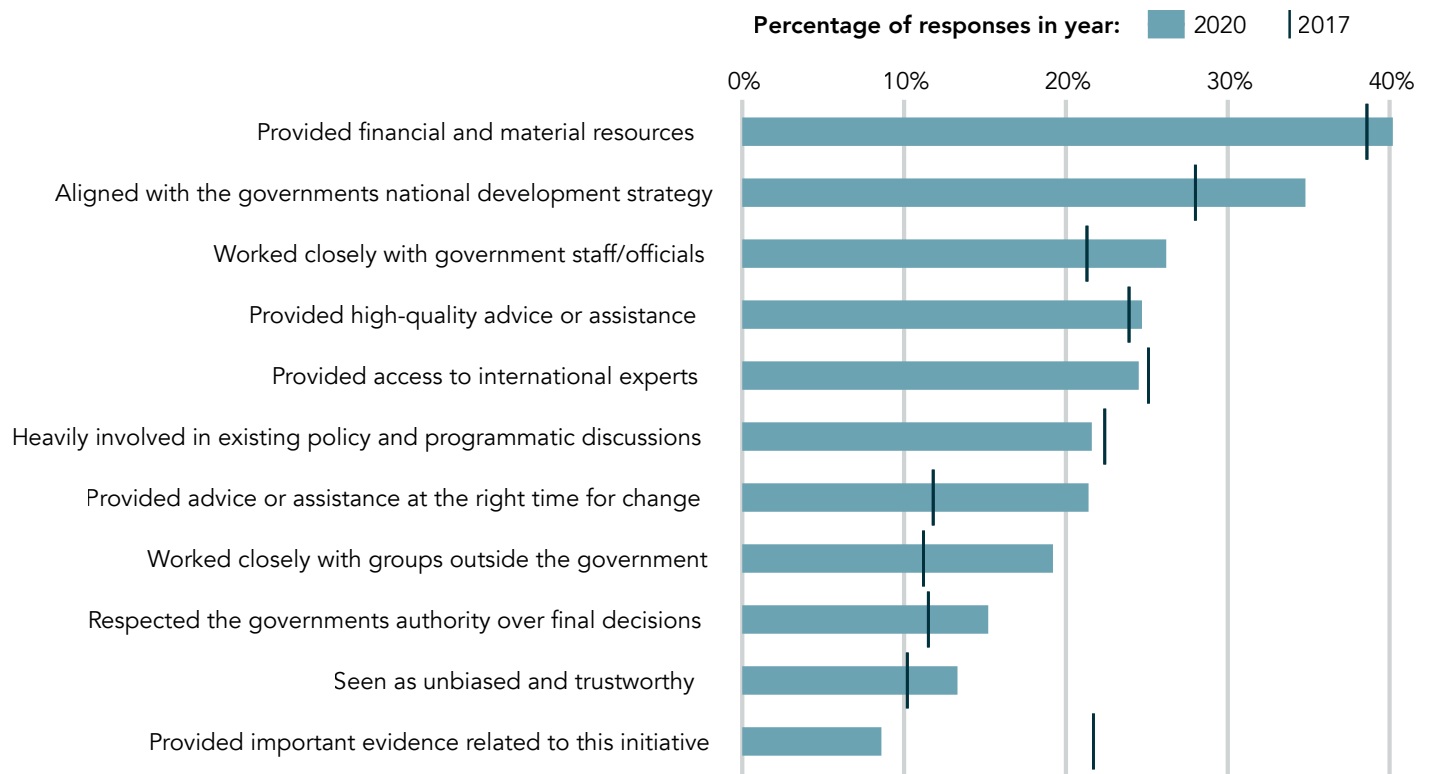 Percentage of responses in year: 2020 2017
0% 10% 20% 30% 40%
Provided financial and material resources
Aligned with the governments national development strategy
Worked closely with government staff/officials
Provided high-quality advice or assistance
Provided access to international experts
Heavily involved in existing policy and programmatic discussions
Provided advice or assistance at the right time for change
Worked closely with groups outside the government
Respected the governments authority over final decisions
Seen as unbiased and trustworthy
Provided important evidence related to this initiative